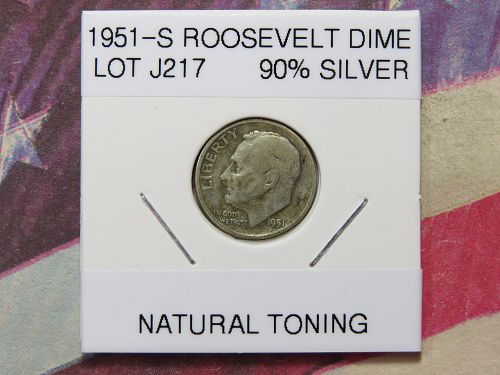 1951-S ROOSEVELT DIME
LOT J217 90% SILVER
LIBERTY
IN GOD
WE TRUST
1951
NATURAL TONING